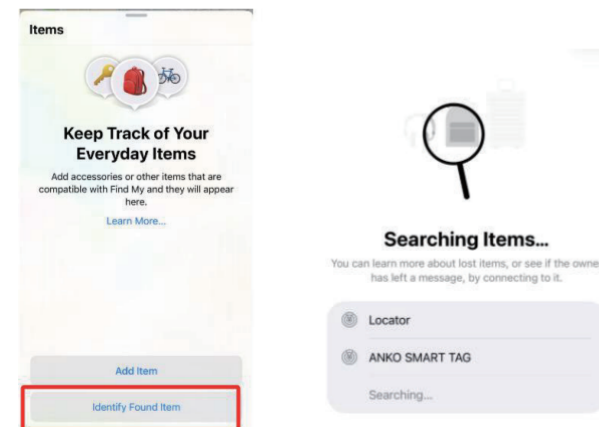 Items
Keep Track of Your
Everyday Items
Add accessories or other items that are
compatible with Find My and they will appear
here.
Learn More...
Add Item
Identify Found Item
Searching Items...
You can learn more about lost items, or see if the owne
has left a message, by connecting to it.
Locator
ANKO SMART TAG
Searching...